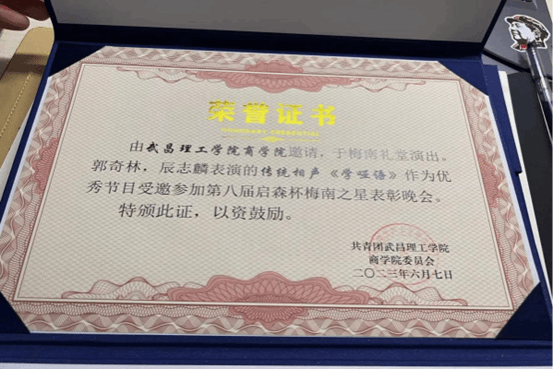 荣誉证书
由武昌理工学院商学院邀请，于梅南礼堂演出。
郭奇林，辰志麟表演的传统相声《学哑语》作为优
秀节目受邀参加第八届启森杯梅南之星表彰晚会。
特颁此证，以资鼓励。
共青团武昌理工学院
商学院委员会
二〇二三年六月七日